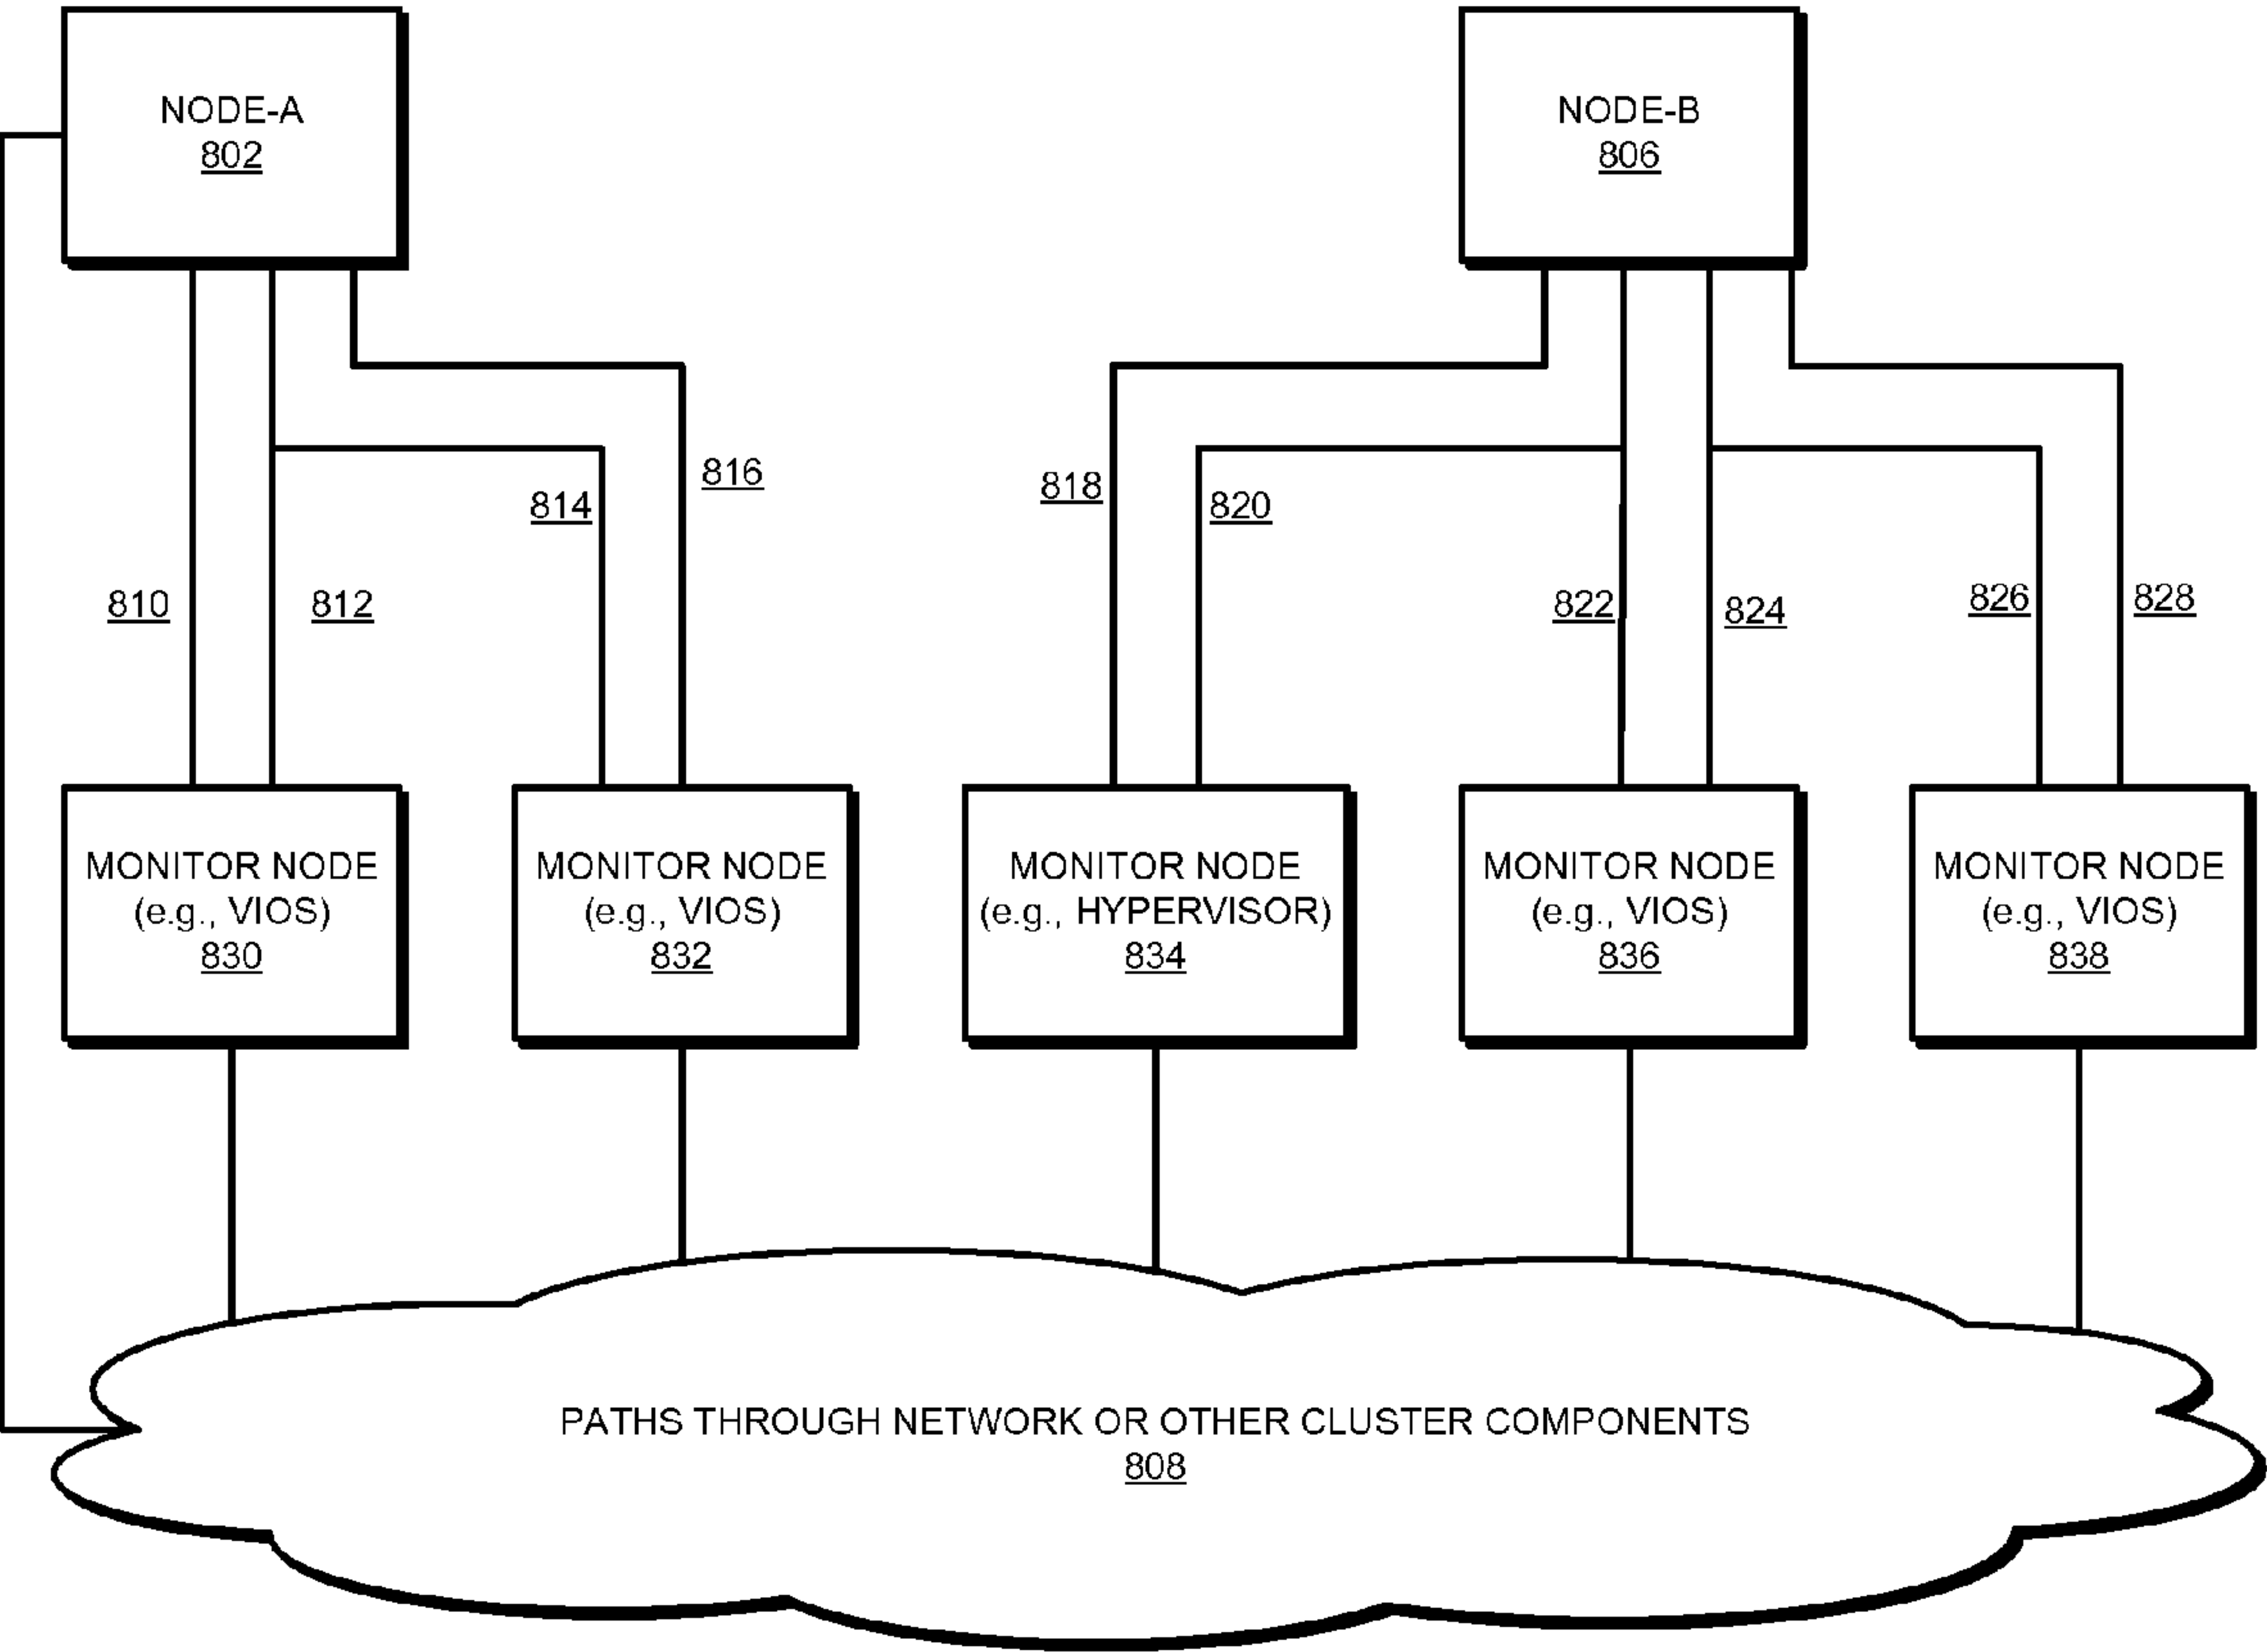 NODE-A
802
NODE-B
806
816
818
814
820
810
812
822
824
826
828
MONITOR NODE
(e.g., VIOS)
830
MONITOR NODE
(e.g., VIOS)
832
MONITOR NODE
(e.g., HYPERVISOR)
834
MONITOR NODE
(e.g., VIOS)
836
MONITOR NODE
(e.g., VIOS)
838
PATHS THROUGH NETWORK OR OTHER CLUSTER COMPONENTS
808